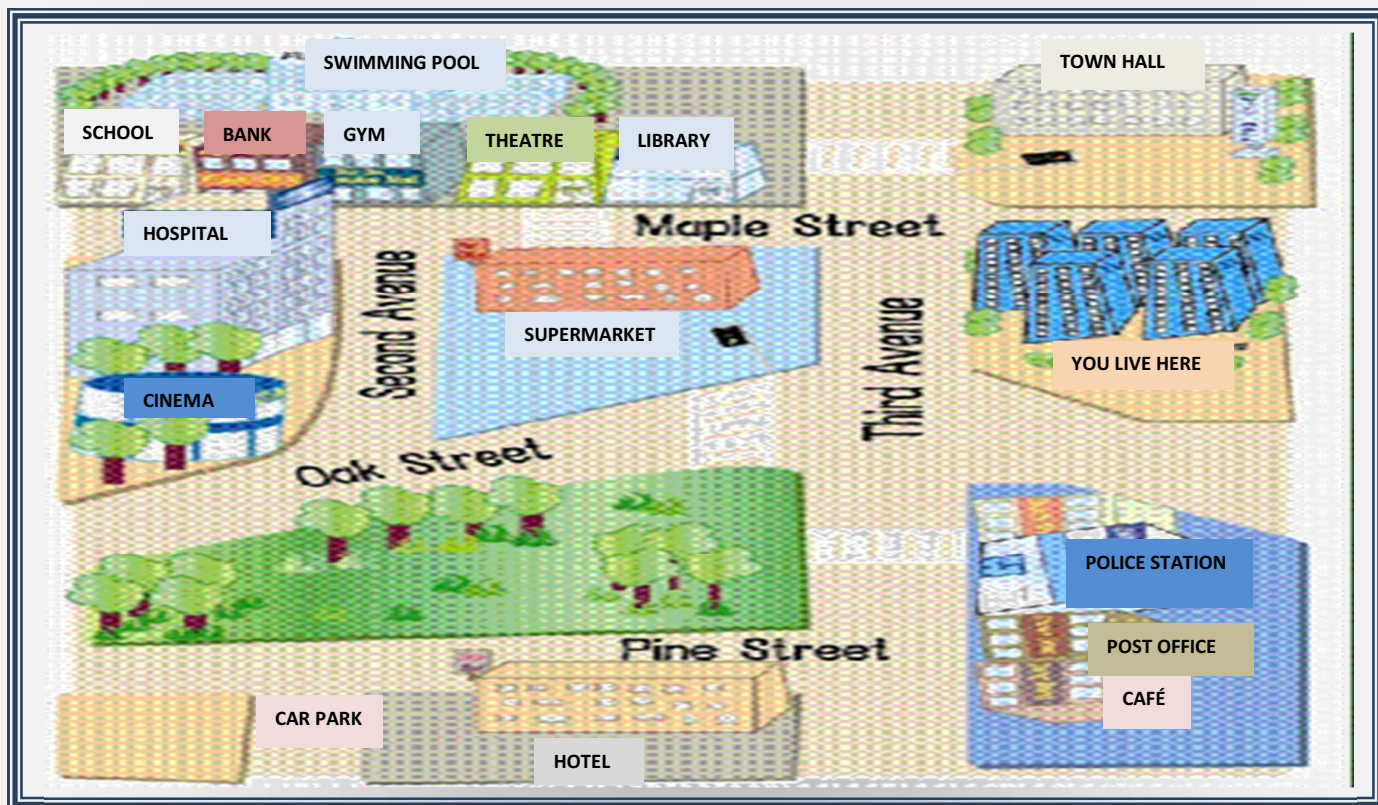 SWIMMING POOL
TOWN HALL
SCHOOL
BANK
GYM
THEATRE
LIBRARY
Maple Street
HOSPITAL
Second Avenue
SUPERMARKET
Third Avenue
YOU LIVE HERE
CINEMA
Oak Street
POLICE STATION
Pine Street
POST OFFICE
CAFÉ
CAR PARK
HOTEL